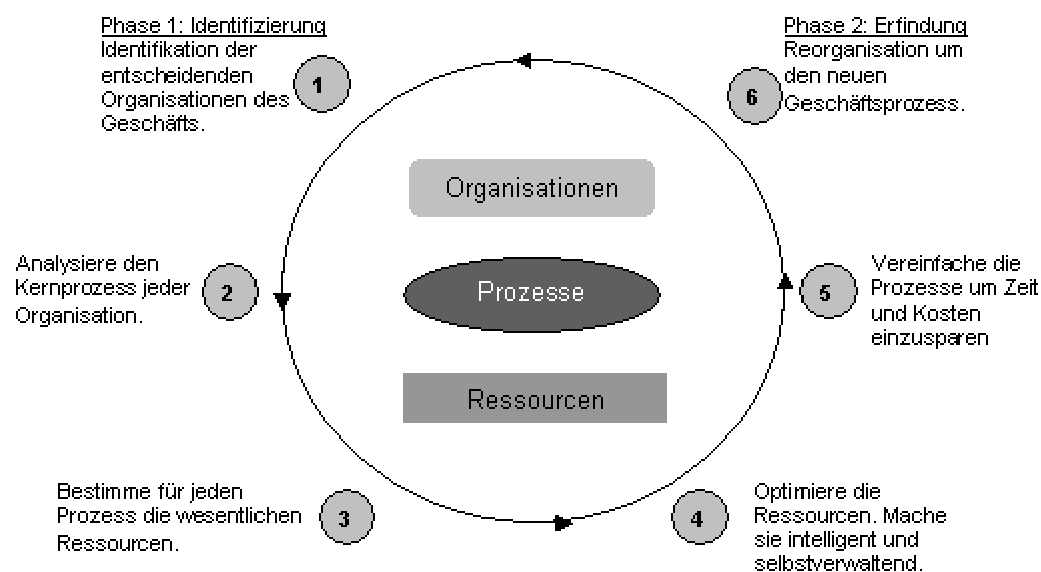 Phase 1: Identifizierung
Identifikation der
entscheidenden
Organisationen des
Geschäfts.
1
Phase 2: Erfindung
Reorganisation um
den neuen
Geschäftsprozess.
6
Organisationen
Analysiere den
Kernprozess jeder
Organisation.
2
Prozesse
5
Vereinfache die
Prozesse um Zeit
und Kosten
einzusparen
Ressourcen
Bestimme für jeden
Prozess die wesentlichen
Ressourcen.
3
4
Optimiere die
Ressourcen. Mache
sie intelligent und
selbstverwaltend.